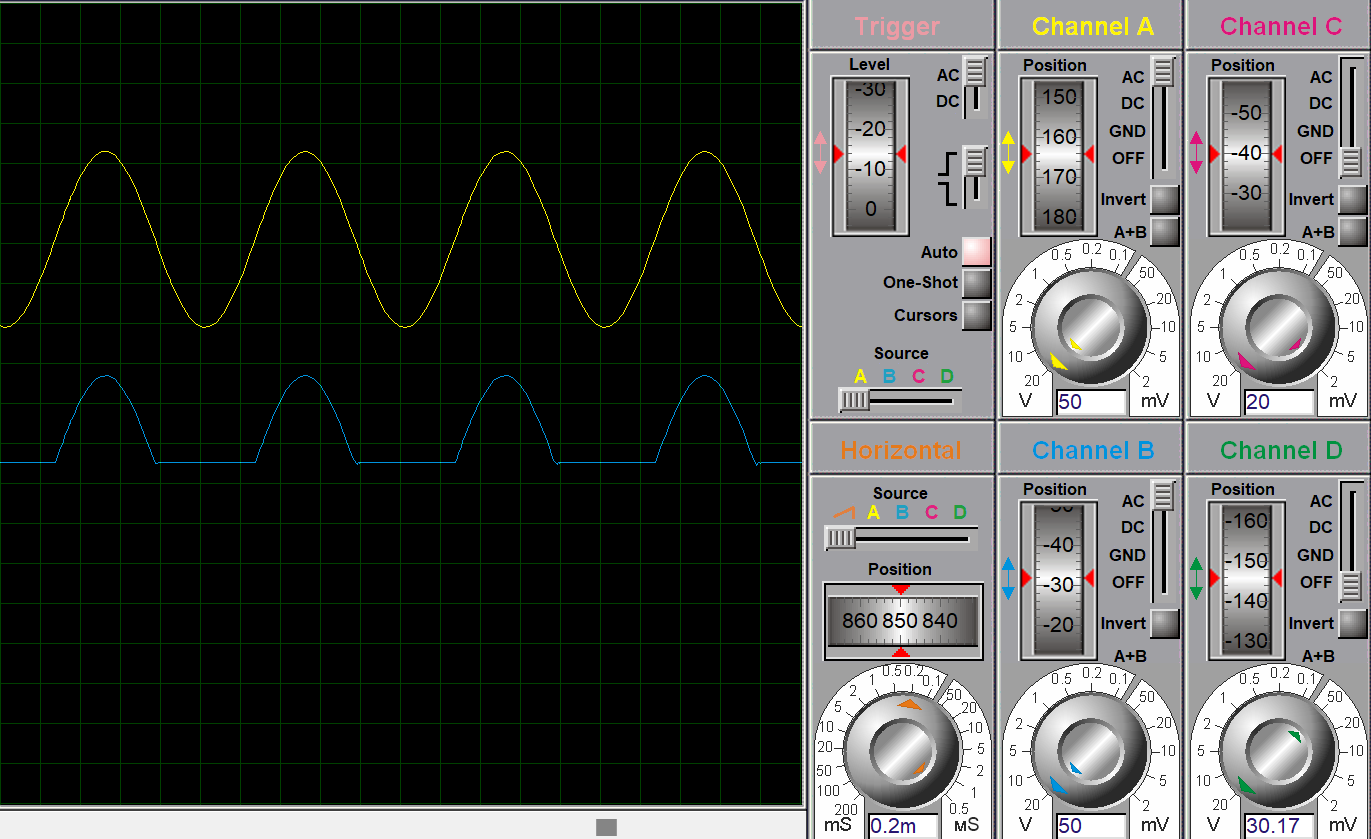 Trigger
Level
-30
-20
-10
0
AC
DC
Auto
One-Shot
Cursors
Source
A B C D
Channel A
Position
150
160
170
180
AC
DC
GND
OFF
Invert
A+B
20 10 5 2 1 0.5 0.2 0.1 50 20 10 5 2
V 50 mV
Channel C
Position
-50
-40
-30
AC
DC
GND
OFF
Invert
A+B
20 10 5 2 1 0.5 0.2 0.1 50 20 10 5 2
V 20 mV
Horizontal
Source
A B C D
Position
860 850 840
200 100 50 20 10 5 2 1 0.5 0.2 0.1 50 20 10 5 2 1 0.5
mS 0.2m мS
Channel B
Position
-40
-30
-20
AC
DC
GND
OFF
Invert
A+B
20 10 5 2 1 0.5 0.2 0.1 50 20 10 5 2
V 50 mV
Channel D
Position
-160
-150
-140
-130
AC
DC
GND
OFF
Invert
A+B
20 10 5 2 1 0.5 0.2 0.1 50 20 10 5 2
V 30.17 mV